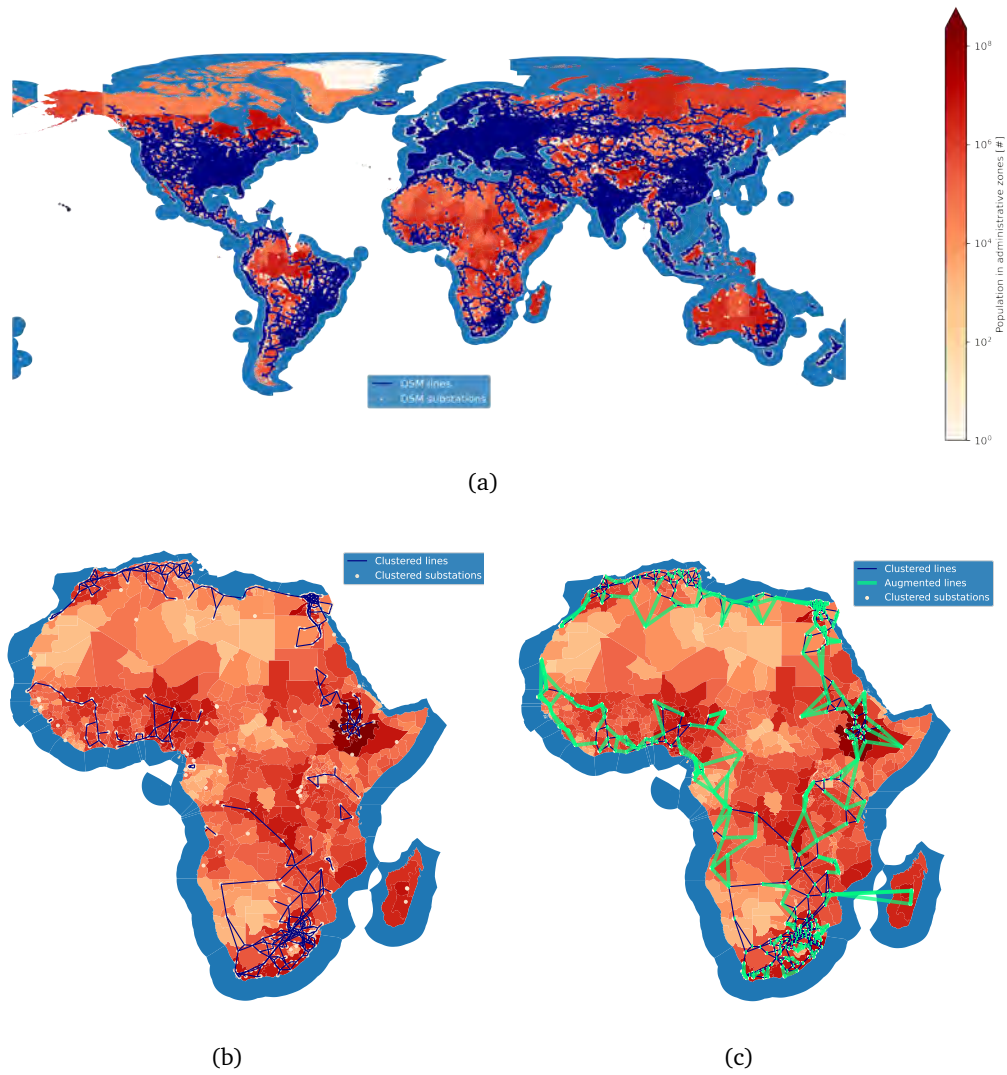 10⁸
10⁶
10⁴
10²
10⁰
Population in administrative zones [#]
OSM lines
OSM substations
(a)
Clustered lines
Clustered substations
Clustered lines
Augmented lines
Clustered substations
(b)
(c)